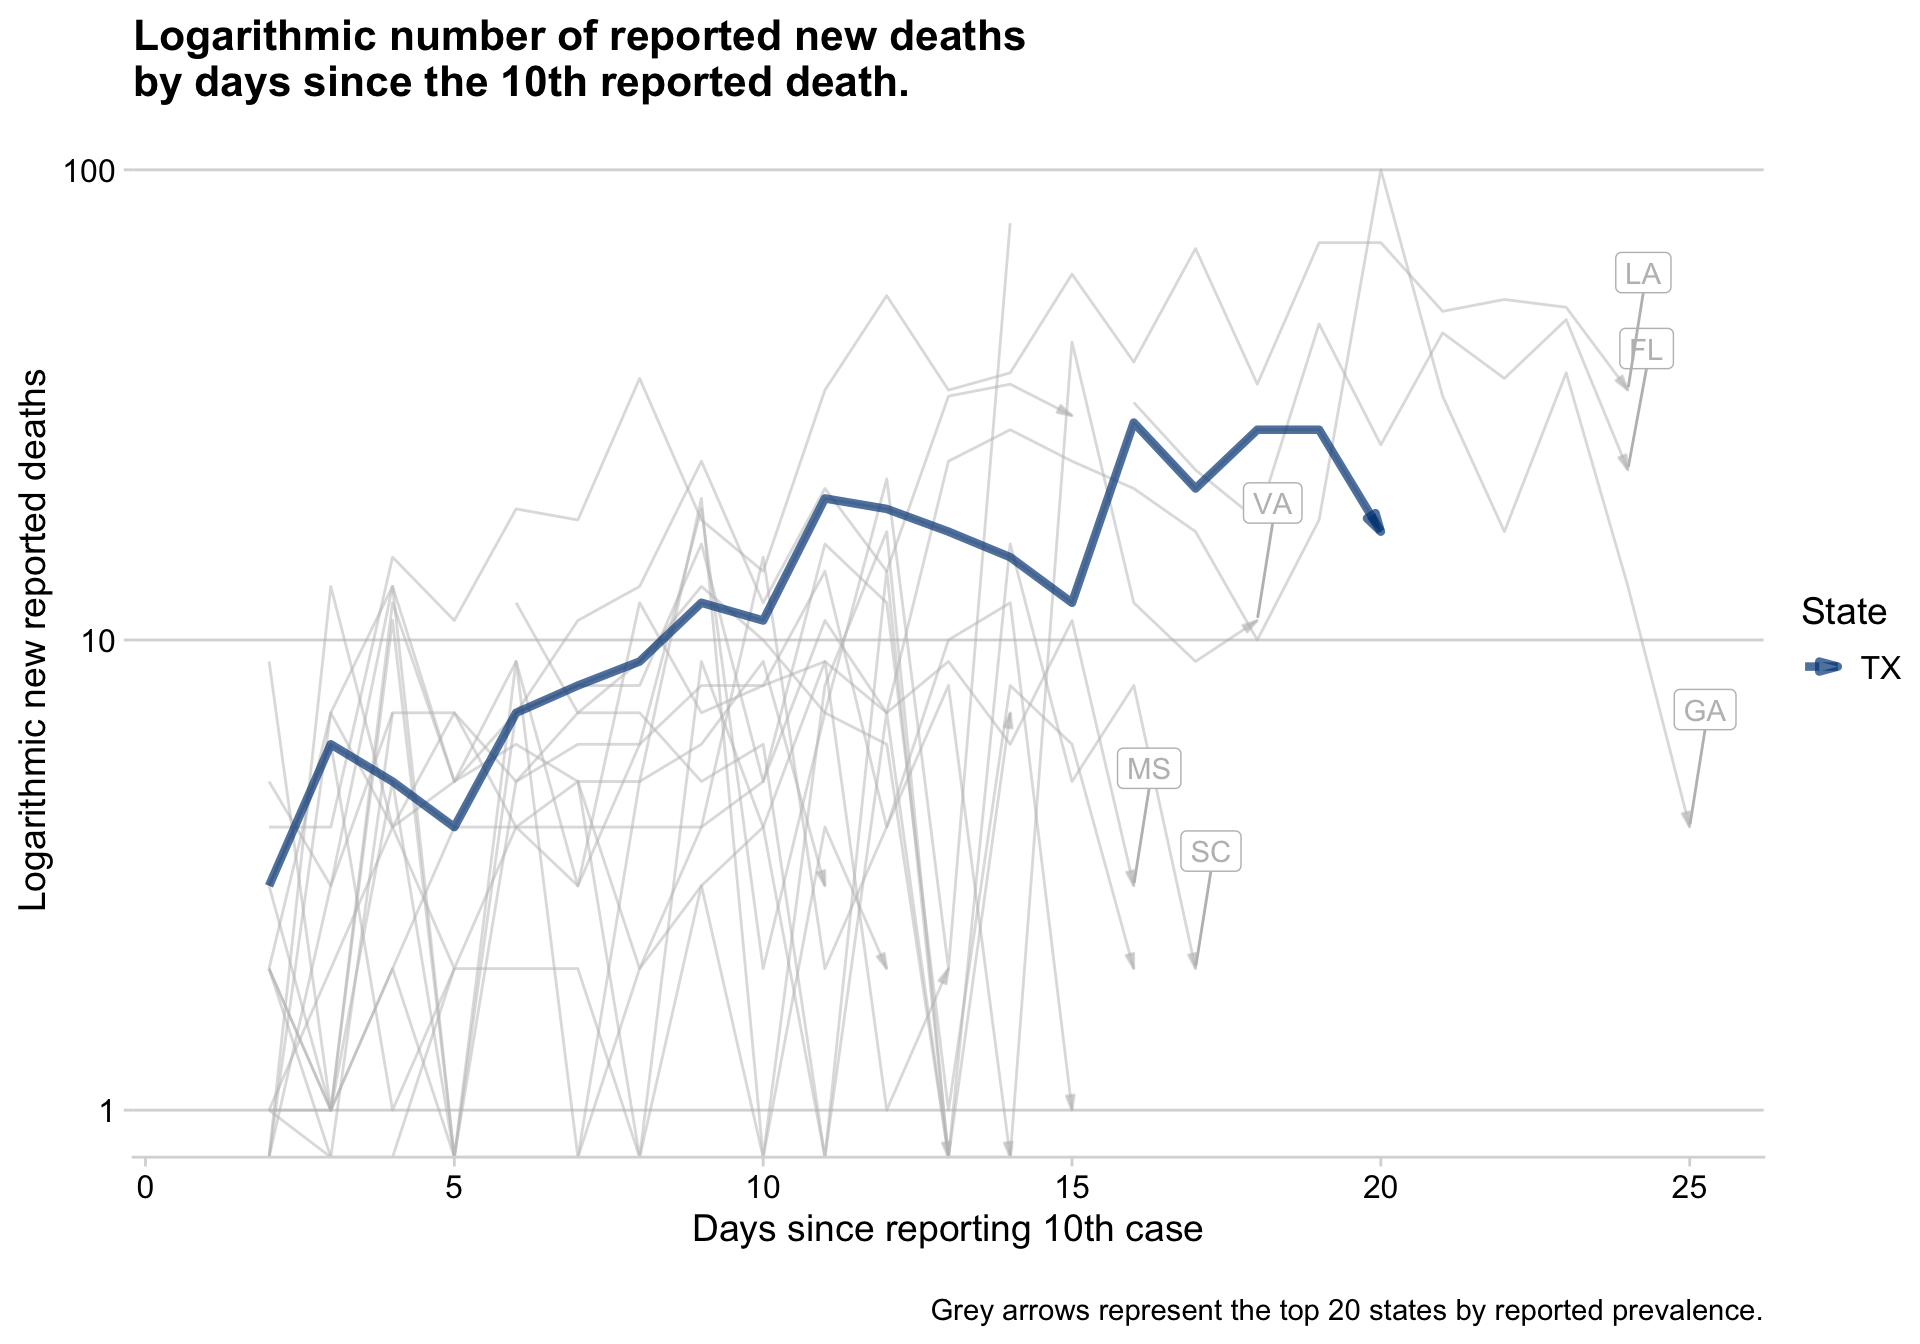 Logarithmic number of reported new deaths
by days since the 10th reported death.
Logarithmic new reported deaths
100
10
1
LA
FL
VA
GA
MS
SC
State
TX
0 5 10 15 20 25
Days since reporting 10th case
Grey arrows represent the top 20 states by reported prevalence.